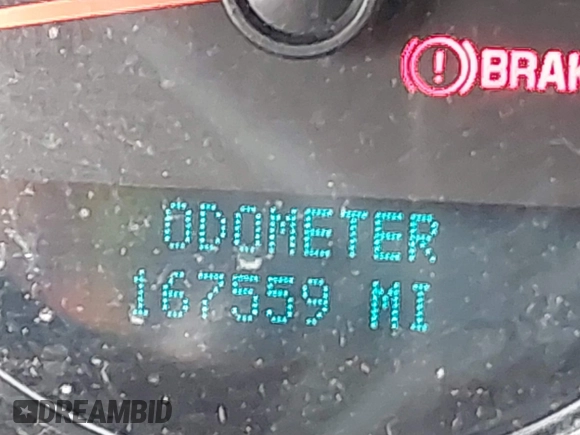 BRAK
ODOMETER
167559 MI
DREAMBID